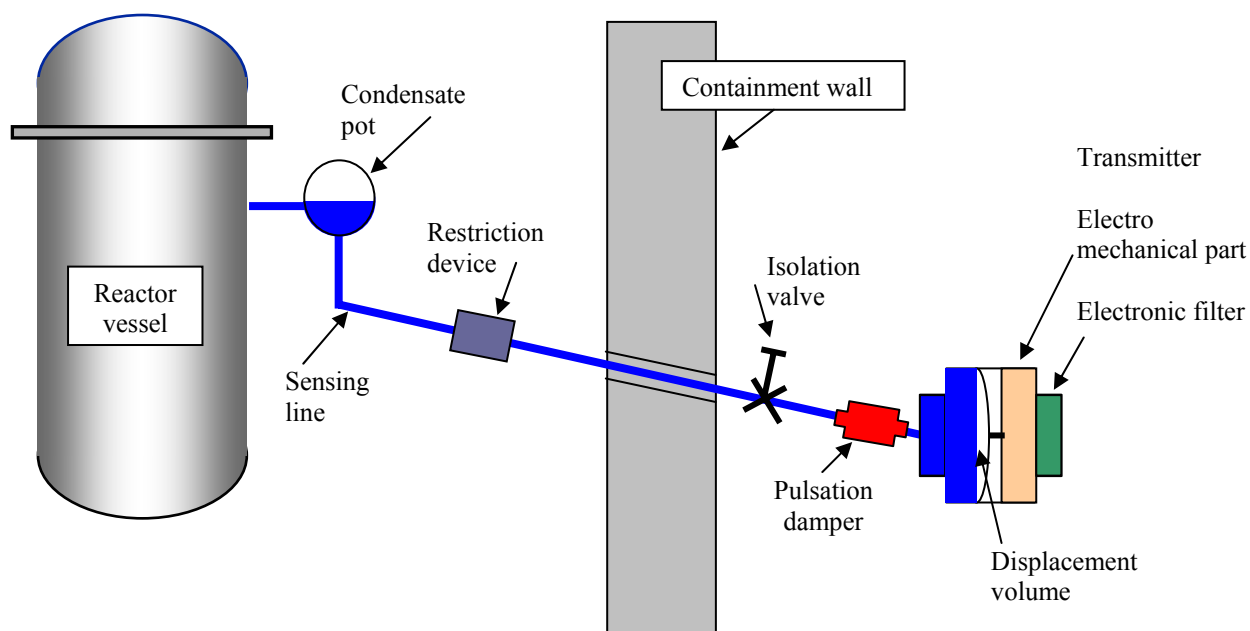 Condensate
pot
Containment wall
Transmitter
Restriction
device
Electro
mechanical part
Isolation
valve
Reactor
vessel
Electronic filter
Sensing
line
Pulsation
damper
Displacement
volume